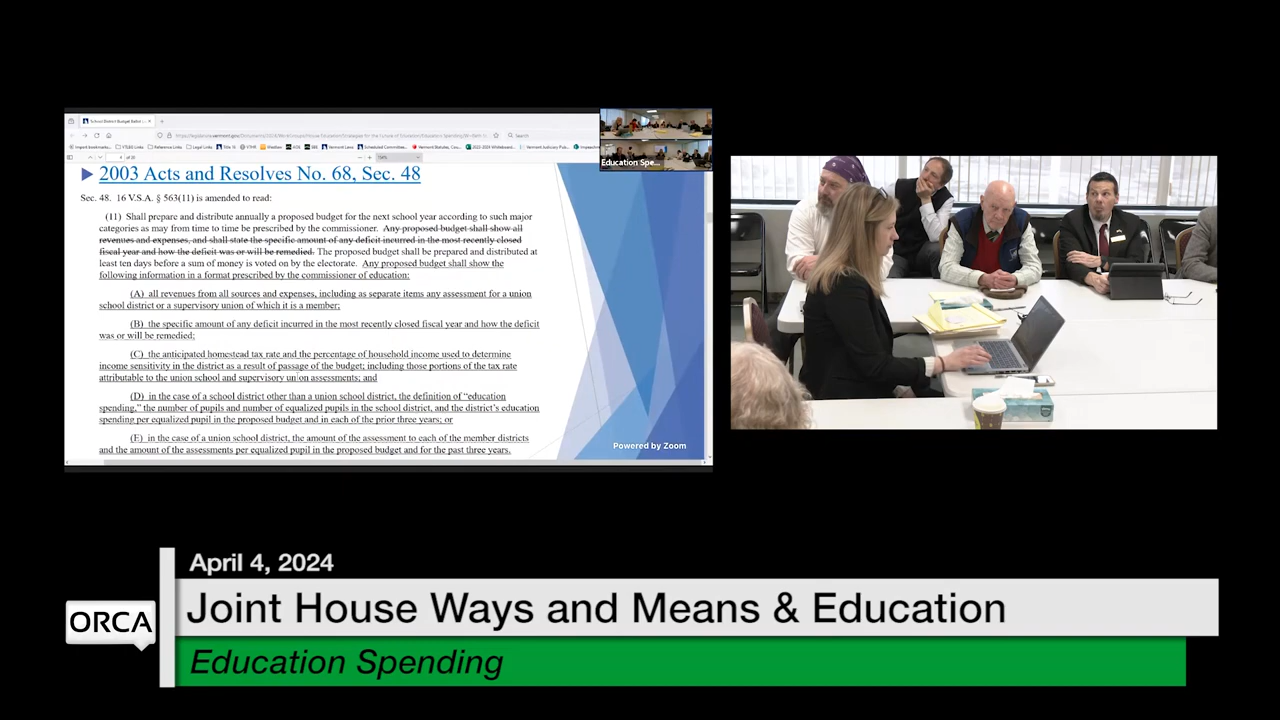 School District Budget Ballot
Search
Import bookmarks...
Legal Links
Title 16
Vermont Laws
Scheduled Committee...
2003 Acts and Resolves No. 68, Sec. 48
Sec. 48. 16 V.S.A. § 563(11) is amended to read:
(11) Shall prepare and distribute annually a proposed budget for the next school year according to such major
categories as may from time to time be prescribed by the commissioner. Any proposed budget shall show all
revenues and expenses, and shall state the specific amount of any deficit incurred in the most recently closed
fiscal year and how the deficit was or will be remedied. The proposed budget shall be prepared and distributed at
least ten days before a sum of money is voted on by the electorate. Any proposed budget shall show the
following information in a format prescribed by the commissioner of education:
(A) all revenues from all sources and expenses, including as separate items any assessment for a union
school district or a supervisory union of which it is a member;
(B) the specific amount of any deficit incurred in the most recently closed fiscal year and how the deficit
was or will be remedied;
(C) the anticipated homestead tax rate and the percentage of household income used to determine
income sensitivity in the district as a result of passage of the budget; including those portions of the tax rate
attributable to the union school and supervisory union assessments; and
(D) in the case of a school district other than a union school district, the definition of "education
spending," the number of pupils and number of equalized pupils in the school district, and the district's education
spending per equalized pupil in the proposed budget and in each of the prior three years; or
(E) in the case of a union school district, the amount of the assessment to each of the member districts
and the amount of the assessments per equalized pupil in the proposed budget and for the past three years.
Education Spe...
Powered by Zoom
April 4, 2024
ORCA
Joint House Ways and Means & Education
Education Spending